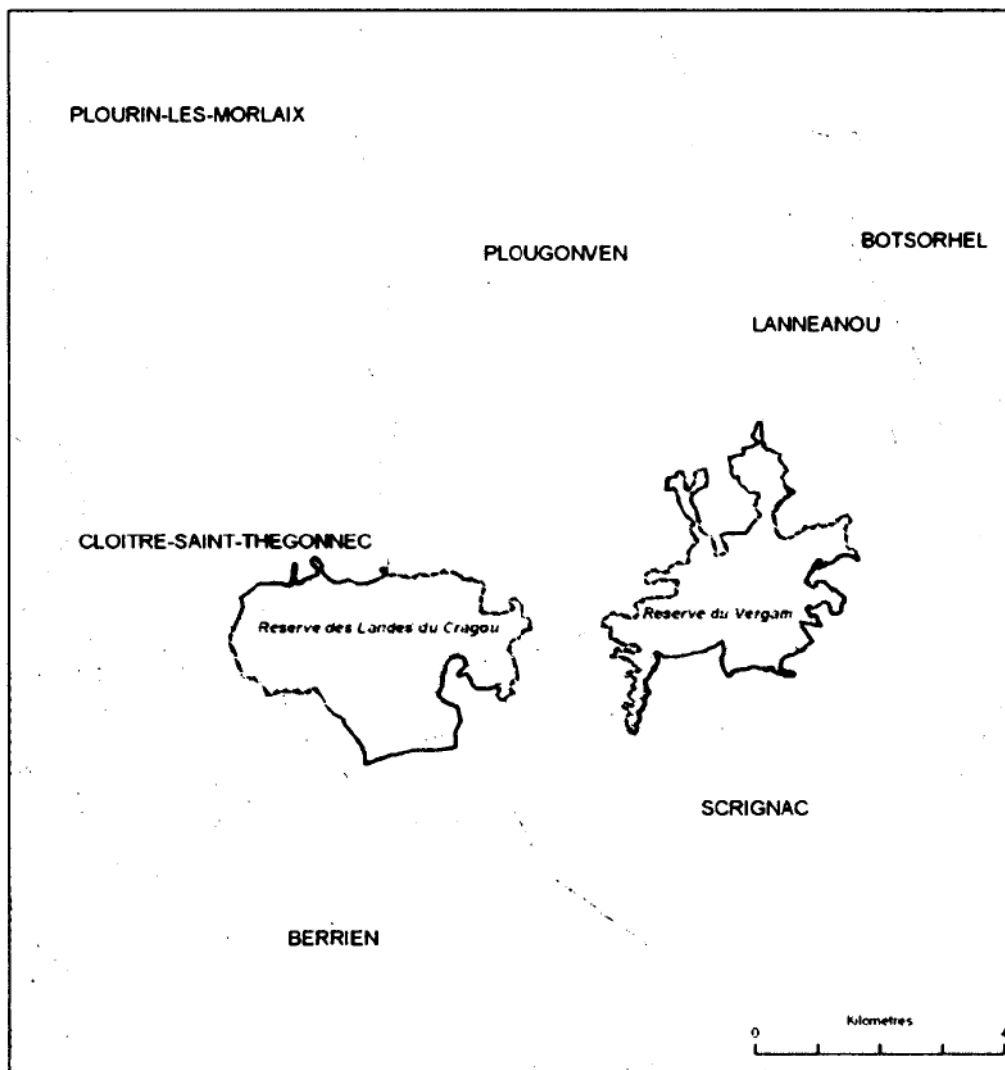 PLOURIN-LES-MORLAIX
BOTSORHEL
PLOUGONVEN
LANNEANOU
CLOITRE-SAINT-THEGONNEC
Reserve des Landes du Cragou
Reserve du Vergam
SCRIGNAC
BERRIEN
Kilometres
0 4